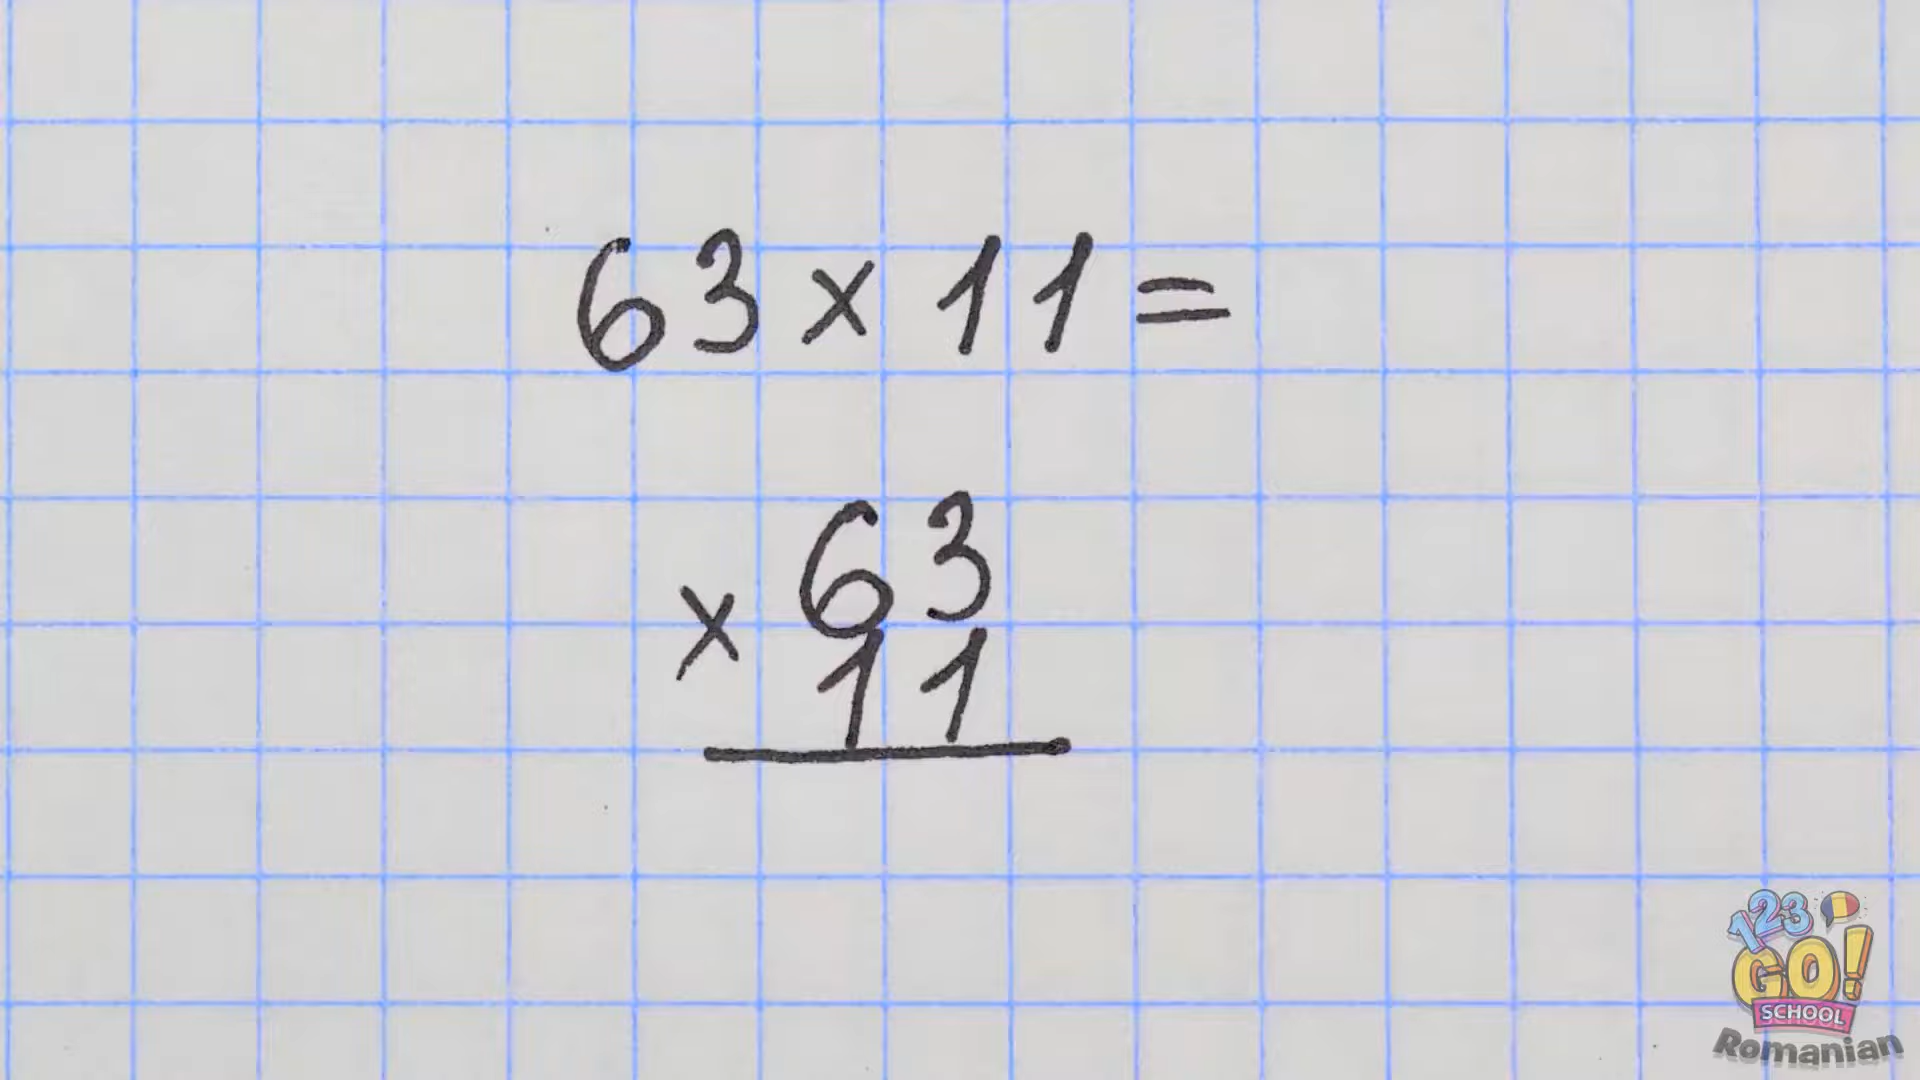 63 × 11 =
63
× 11
123
GO!
SCHOOL
Romanian